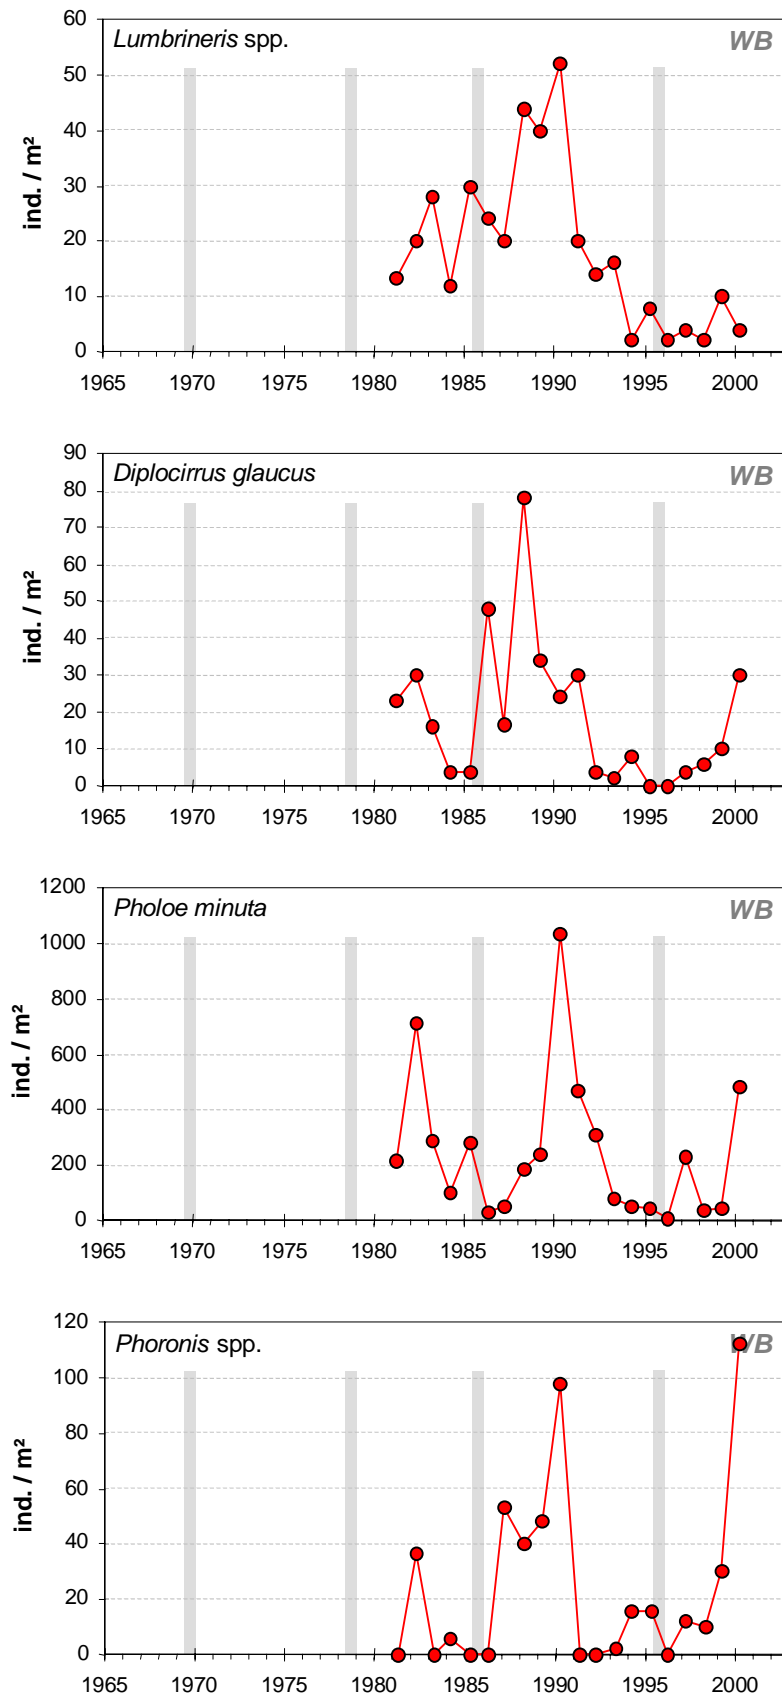 Lumbrineris spp. WB
60
50
40
30
20
10
0
ind. / m²
1965 1970 1975 1980 1985 1990 1995 2000
Diplocirrus glaucus WB
90
80
70
60
50
40
30
20
10
0
ind. / m²
1965 1970 1975 1980 1985 1990 1995 2000
Pholoe minuta WB
1200
1000
800
600
400
200
0
ind. / m²
1965 1970 1975 1980 1985 1990 1995 2000
Phoronis spp. WB
120
100
80
60
40
20
0
ind. / m²
1965 1970 1975 1980 1985 1990 1995 2000